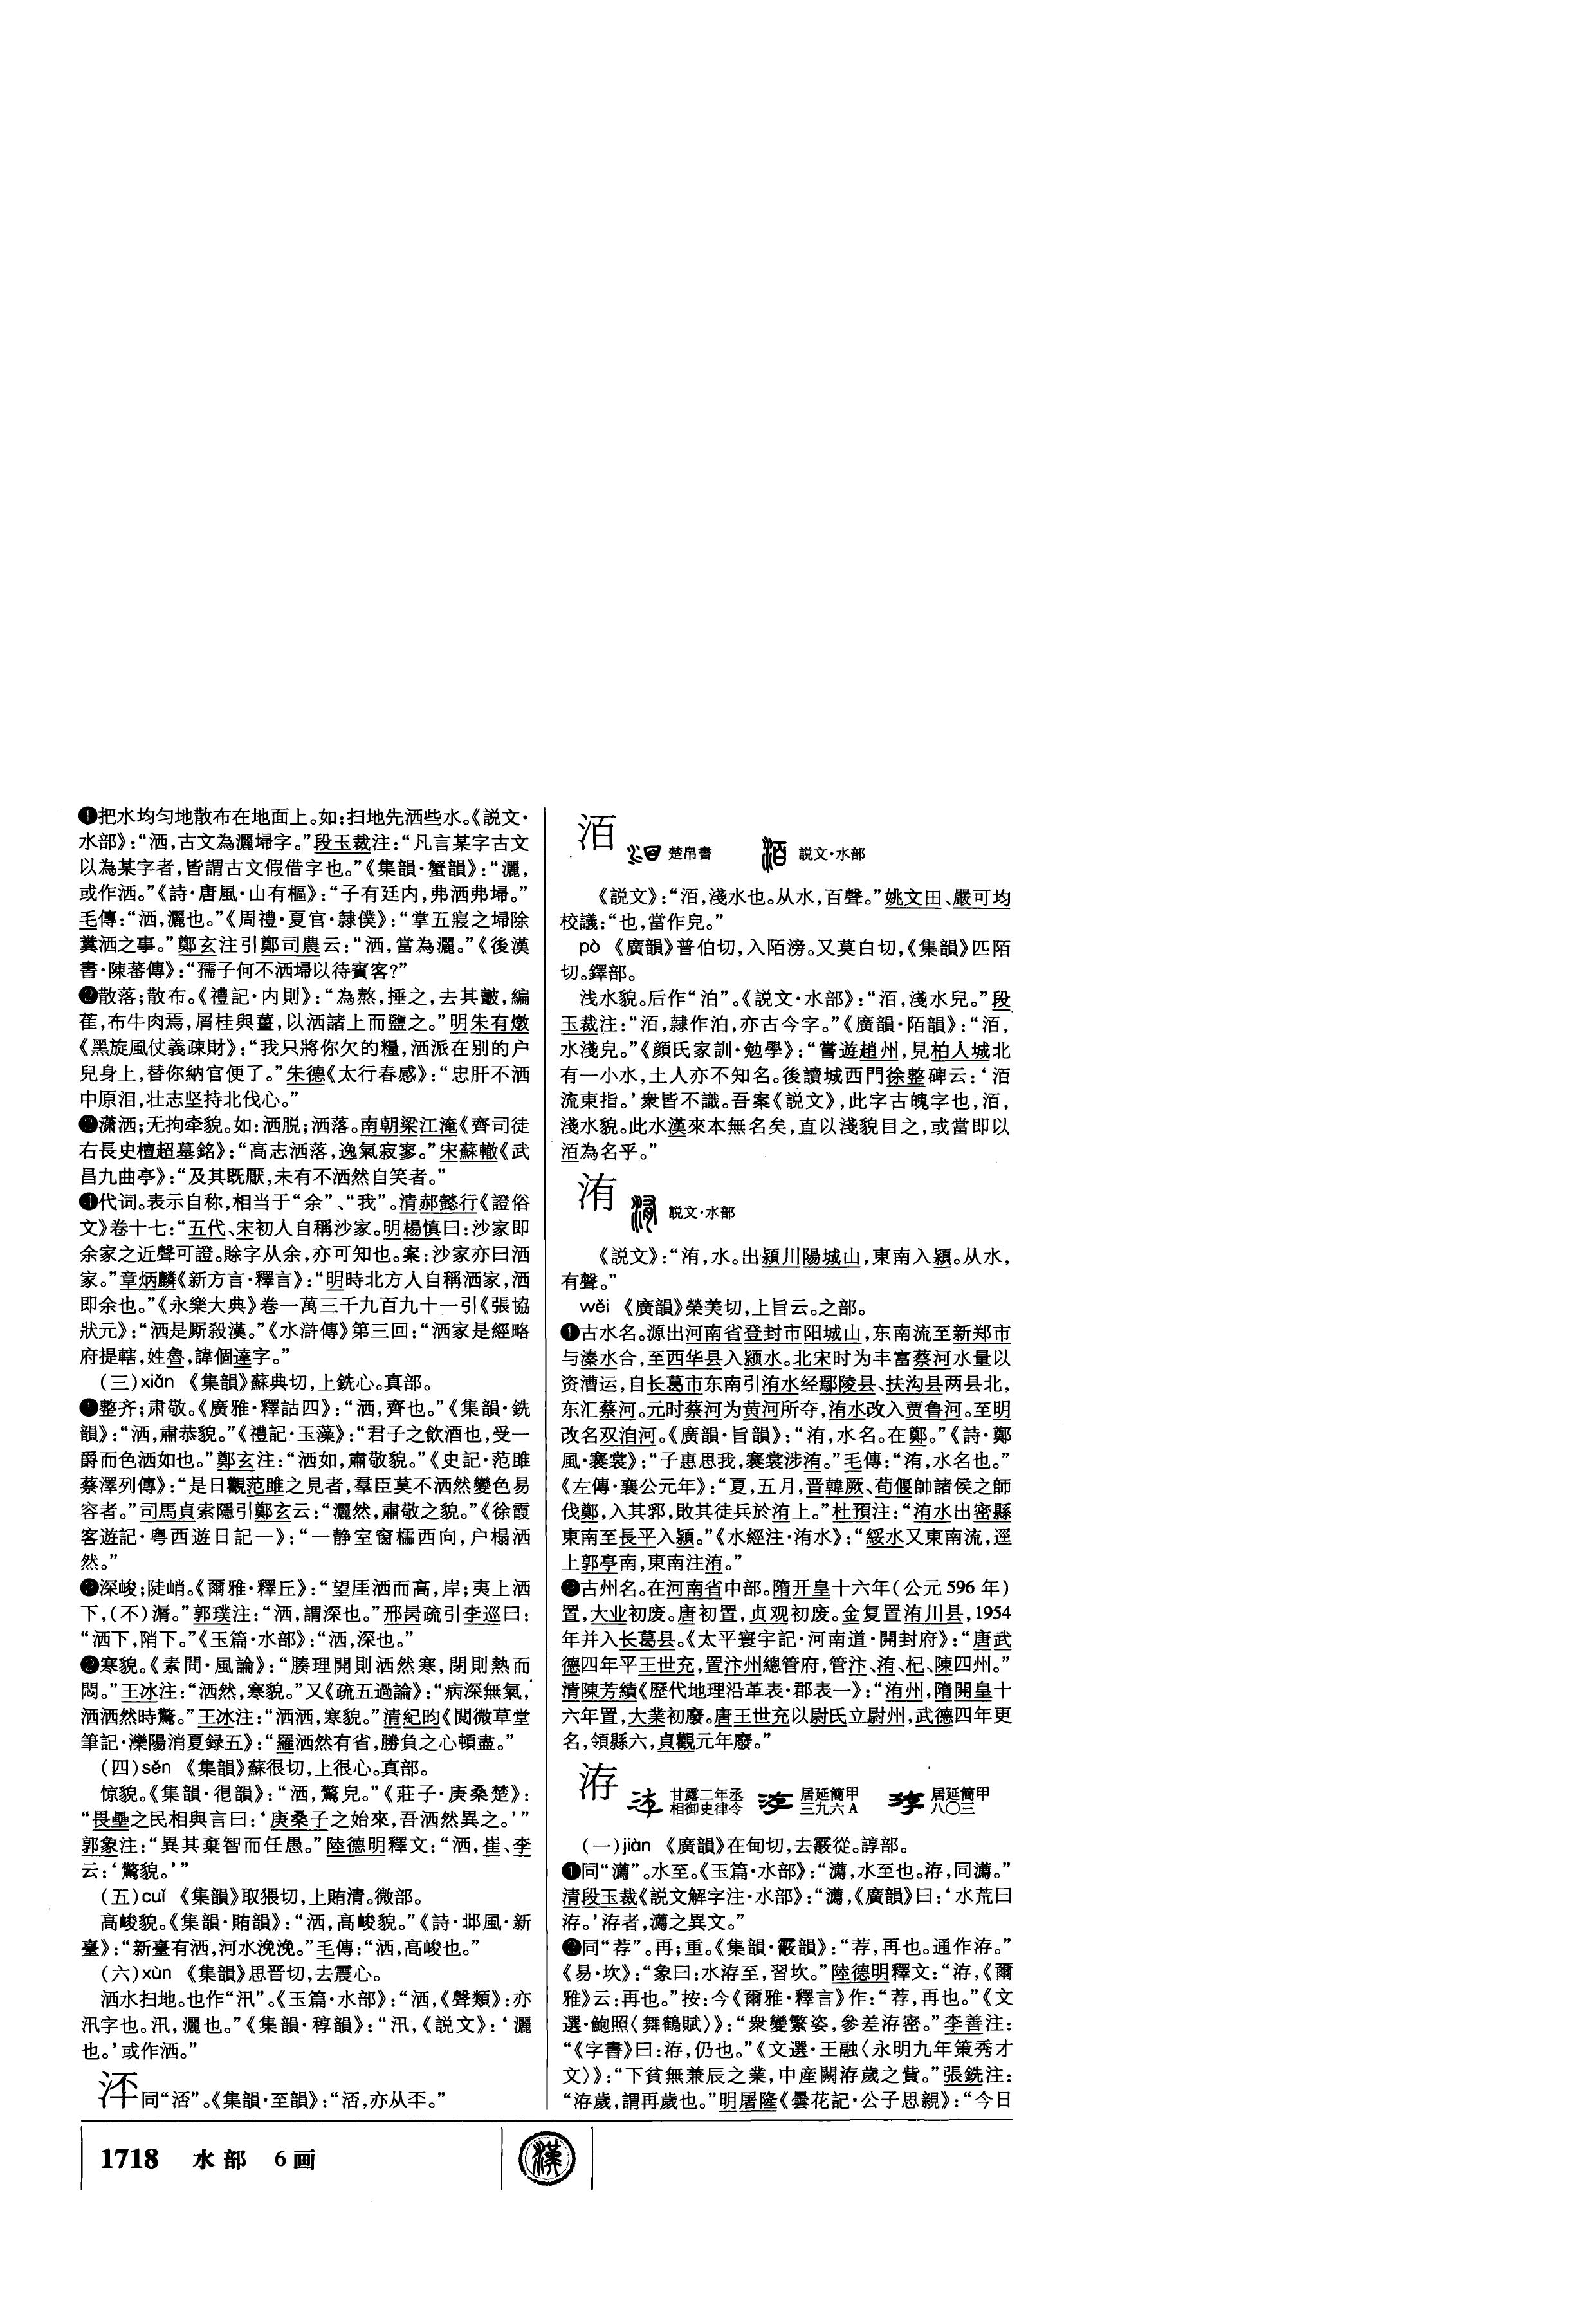 ❶把水均匀地散布在地面上。如:扫地先洒些水。《説文·
水部》:“洒,古文為灑埽字。”段玉裁注:“凡言某字古文
以為某字者,皆謂古文假借字也。”《集韻·蟹韻》:“灑,
或作洒。”《詩·唐風·山有樞》:“子有廷内,弗洒弗埽。”
毛傳:“洒,灑也。”《周禮·夏官·隸僕》:“掌五寢之埽除
糞洒之事。”鄭玄注引鄭司農云:“洒,當為灑。”《後漢
書·陳蕃傳》:“孺子何不洒埽以待賓客?”
❷散落;散布。《禮記·内則》:“為熬,捶之,去其皽,編
萑,布牛肉焉,屑桂與薑,以洒諸上而鹽之。”明朱有燉
《黑旋風仗義疎財》:“我只將你欠的糧,洒派在别的户
兒身上,替你納官便了。”朱德《太行春感》:“忠肝不洒
中原泪,壮志坚持北伐心。”
❸潇洒;无拘牵貌。如:洒脱;洒落。南朝梁江淹《齊司徒
右長史檀超墓銘》:“高志洒落,逸氣寂寥。”宋蘇轍《武
昌九曲亭》:“及其既厭,未有不洒然自笑者。”
❹代词。表示自称,相当于“余”、“我”。清郝懿行《證俗
文》卷十七:“五代、宋初人自稱沙家。明楊慎曰:沙家即
余家之近聲可證。賒字从余,亦可知也。案:沙家亦曰洒
家。”章炳麟《新方言·釋言》:“明時北方人自稱洒家,洒
即余也。”《永樂大典》卷一萬三千九百九十一引《張協
狀元》:“洒是厮殺漢。”《水滸傳》第三回:“洒家是經略
府提轄,姓魯,諱個達字。”
(三)xiǎn 《集韻》蘇典切,上銑心。真部。
❶整齐;肃敬。《廣雅·釋詁四》:“洒,齊也。”《集韻·銑
韻》:“洒,肅恭貌。”《禮記·玉藻》:“君子之飲酒也,受一
爵而色洒如也。”鄭玄注:“洒如,肅敬貌。”《史記·范雎
蔡澤列傳》:“是日觀范雎之見者,羣臣莫不洒然變色易
容者。”司馬貞索隱引鄭玄云:“灑然,肅敬之貌。”《徐霞
客遊記·粤西遊日記一》:“一静室窗櫺西向,户榻洒
然。”
❷深峻;陡峭。《爾雅·釋丘》:“望厓洒而高,岸;夷上洒
下,(不)漘。”郭璞注:“洒,謂深也。”邢昺疏引李巡曰:
“洒下,陗下。”《玉篇·水部》:“洒,深也。”
❷寒貌。《素問·風論》:“腠理開則洒然寒,閉則熱而
悶。”王冰注:“洒然,寒貌。”又《疏五過論》:“病深無氣,
洒洒然時驚。”王冰注:“洒洒,寒貌。”清紀昀《閲微草堂
筆記·灤陽消夏録五》:“羅洒然有省,勝負之心頓盡。”
(四)sěn 《集韻》蘇很切,上很心。真部。
惊貌。《集韻·很韻》:“洒,驚皃。”《莊子·庚桑楚》:
“畏壘之民相與言曰:‘庚桑子之始來,吾洒然異之。’”
郭象注:“異其棄智而任愚。”陸德明釋文:“洒,崔、李
云:‘驚貌。’”
(五)cuǐ 《集韻》取猥切,上賄清。微部。
高峻貌。《集韻·賄韻》:“洒,高峻貌。”《詩·邶風·新
臺》:“新臺有洒,河水浼浼。”毛傳:“洒,高峻也。”
(六)xùn 《集韻》思晋切,去震心。
洒水扫地。也作“汛”。《玉篇·水部》:“洒,《聲類》:亦
汛字也。汛,灑也。”《集韻·稕韻》:“汛,《説文》:‘灑
也。’或作洒。”
同“浯”。《集韻·至韻》:
1718 水部 6画
漢
洦 楚帛書 説文·水部
《説文》:“洦,淺水也。从水,百聲。”姚文田、嚴可均
校議:“也,當作皃。”
pò 《廣韻》普伯切,入陌滂。又莫白切,《集韻》匹陌
切。鐸部。
浅水貌。后作“泊”。《説文·水部》:“洦,淺水皃。”段
玉裁注:“洦,隷作泊,亦古今字。”《廣韻·陌韻》:“洦,
水淺皃。”《顔氏家訓·勉學》:“嘗遊趙州,見柏人城北
有一小水,土人亦不知名。後讀城西門徐整碑云:‘洦
流東指。’衆皆不識。吾案《説文》,此字古魄字也,洦,
淺水貌。此水漢來本無名矣,直以淺貌目之,或當即以
洦為名乎。”
洧 説文·水部
《説文》:“洧,水。出潁川陽城山,東南入潁。从水,
有聲。”
wěi 《廣韻》榮美切,上旨云。之部。
❶古水名。源出河南省登封市阳城山,东南流至新郑市
与溱水合,至西华县入颍水。北宋时为丰富蔡河水量以
资漕运,自长葛市东南引洧水经鄢陵县、扶沟县两县北,
东汇蔡河。元时蔡河为黄河所夺,洧水改入贾鲁河。至明
改名双洎河。《廣韻·旨韻》:“洧,水名。在鄭。”《詩·鄭
風·褰裳》:“子惠思我,褰裳涉洧。”毛傳:“洧,水名也。”
《左傳·襄公元年》:“夏,五月,晋韓厥、荀偃帥諸侯之師
伐鄭,入其郛,敗其徒兵於洧上。”杜預注:“洧水出密縣
東南至長平入潁。”《水經注·洧水》:“綏水又東南流,逕
上郭亭南,東南注洧。”
❷古州名。在河南省中部。隋开皇十六年(公元596年)
置,大业初废。唐初置,贞观初废。金复置洧川县,1954
年并入长葛县。《太平寰宇記·河南道·開封府》:“唐武
德四年平王世充,置汴州總管府,管汴、洧、杞、陳四州。”
清陳芳績《歷代地理沿革表·郡表一》:“洧州,隋開皇十
六年置,大業初廢。唐王世充以尉氏立尉州,武德四年更
名,領縣六,貞觀元年廢。”
洊 甘露二年丞相御史律令 居延簡甲三九六A 居延簡甲八〇三
(一)jiàn 《廣韻》在甸切,去霰從。諄部。
❶同“瀳”。水至。《玉篇·水部》:“瀳,水至也。洊,同瀳。”
清段玉裁《説文解字注·水部》:“瀳,《廣韻》曰:‘水荒曰
洊。’洊者,瀳之異文。”
❷同“荐”。再;重。《集韻·霰韻》:“荐,再也。通作洊。”
《易·坎》:“象曰:水洊至,習坎。”陸德明釋文:“洊,《爾
雅》云:再也。”按:今《爾雅·釋言》作:“荐,再也。”《文
選·鮑照〈舞鶴賦〉》:“衆變繁姿,參差洊密。”李善注:
“《字書》曰:洊,仍也。”《文選·王融〈永明九年策秀才
文〉》:“下貧無兼辰之業,中産闕洊歲之貲。”張銑注:
“洊歲,謂再歲也。”明屠隆《曇花記·公子思親》:“今日